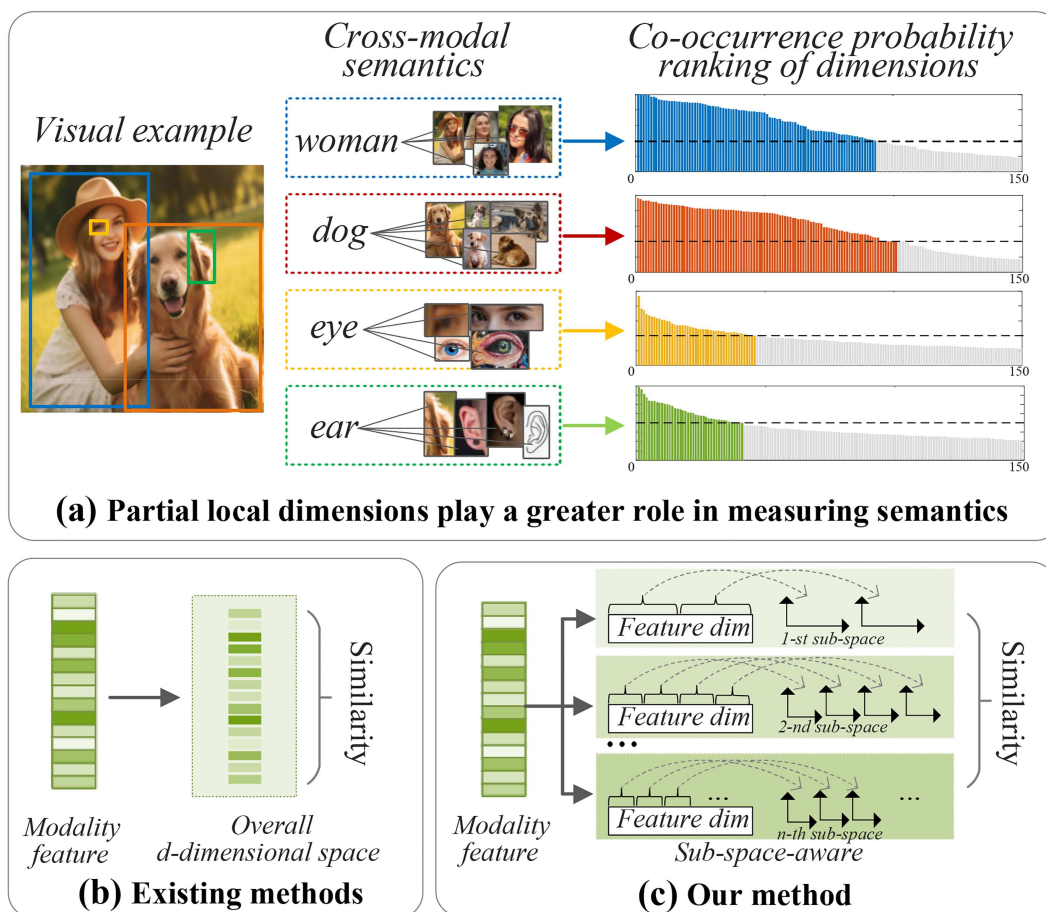 Cross-modal
semantics
Co-occurrence probability
ranking of dimensions
Visual example
woman
0
150
dog
0
150
eye
0
150
ear
0
150
(a) Partial local dimensions play a greater role in measuring semantics
Similarity
Modality
feature
Overall
d-dimensional space
(b) Existing methods
Feature dim
1-st sub-space
Feature dim
2-nd sub-space
...
Feature dim
...
n-th sub-space
...
Similarity
Modality
feature
Sub-space-aware
(c) Our method